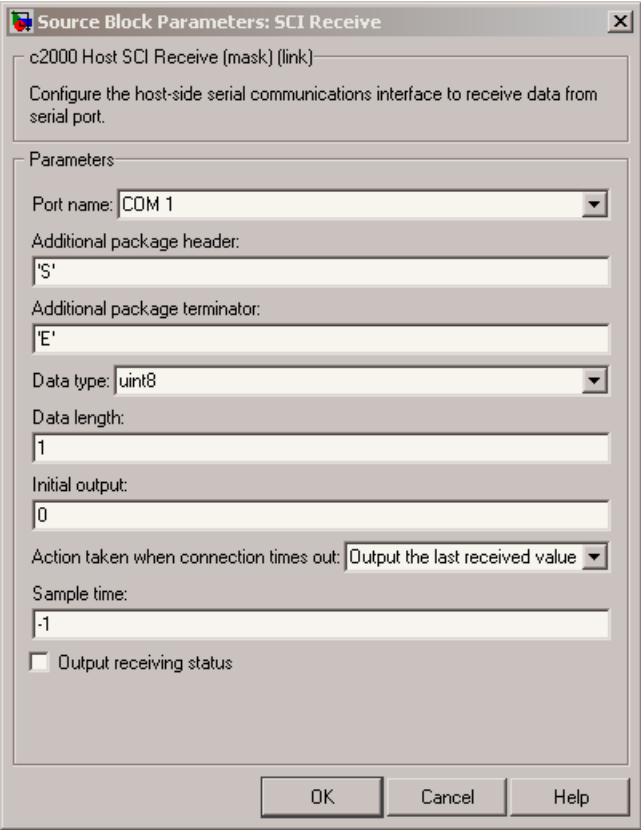 Source Block Parameters: SCI Receive
c2000 Host SCI Receive (mask) (link)
Configure the host-side serial communications interface to receive data from
serial port.
Parameters
Port name: COM 1
Additional package header:
'S'
Additional package terminator:
'E'
Data type: uint8
Data length:
1
Initial output:
0
Action taken when connection times out: Output the last received value
Sample time:
-1
Output receiving status
OK Cancel Help